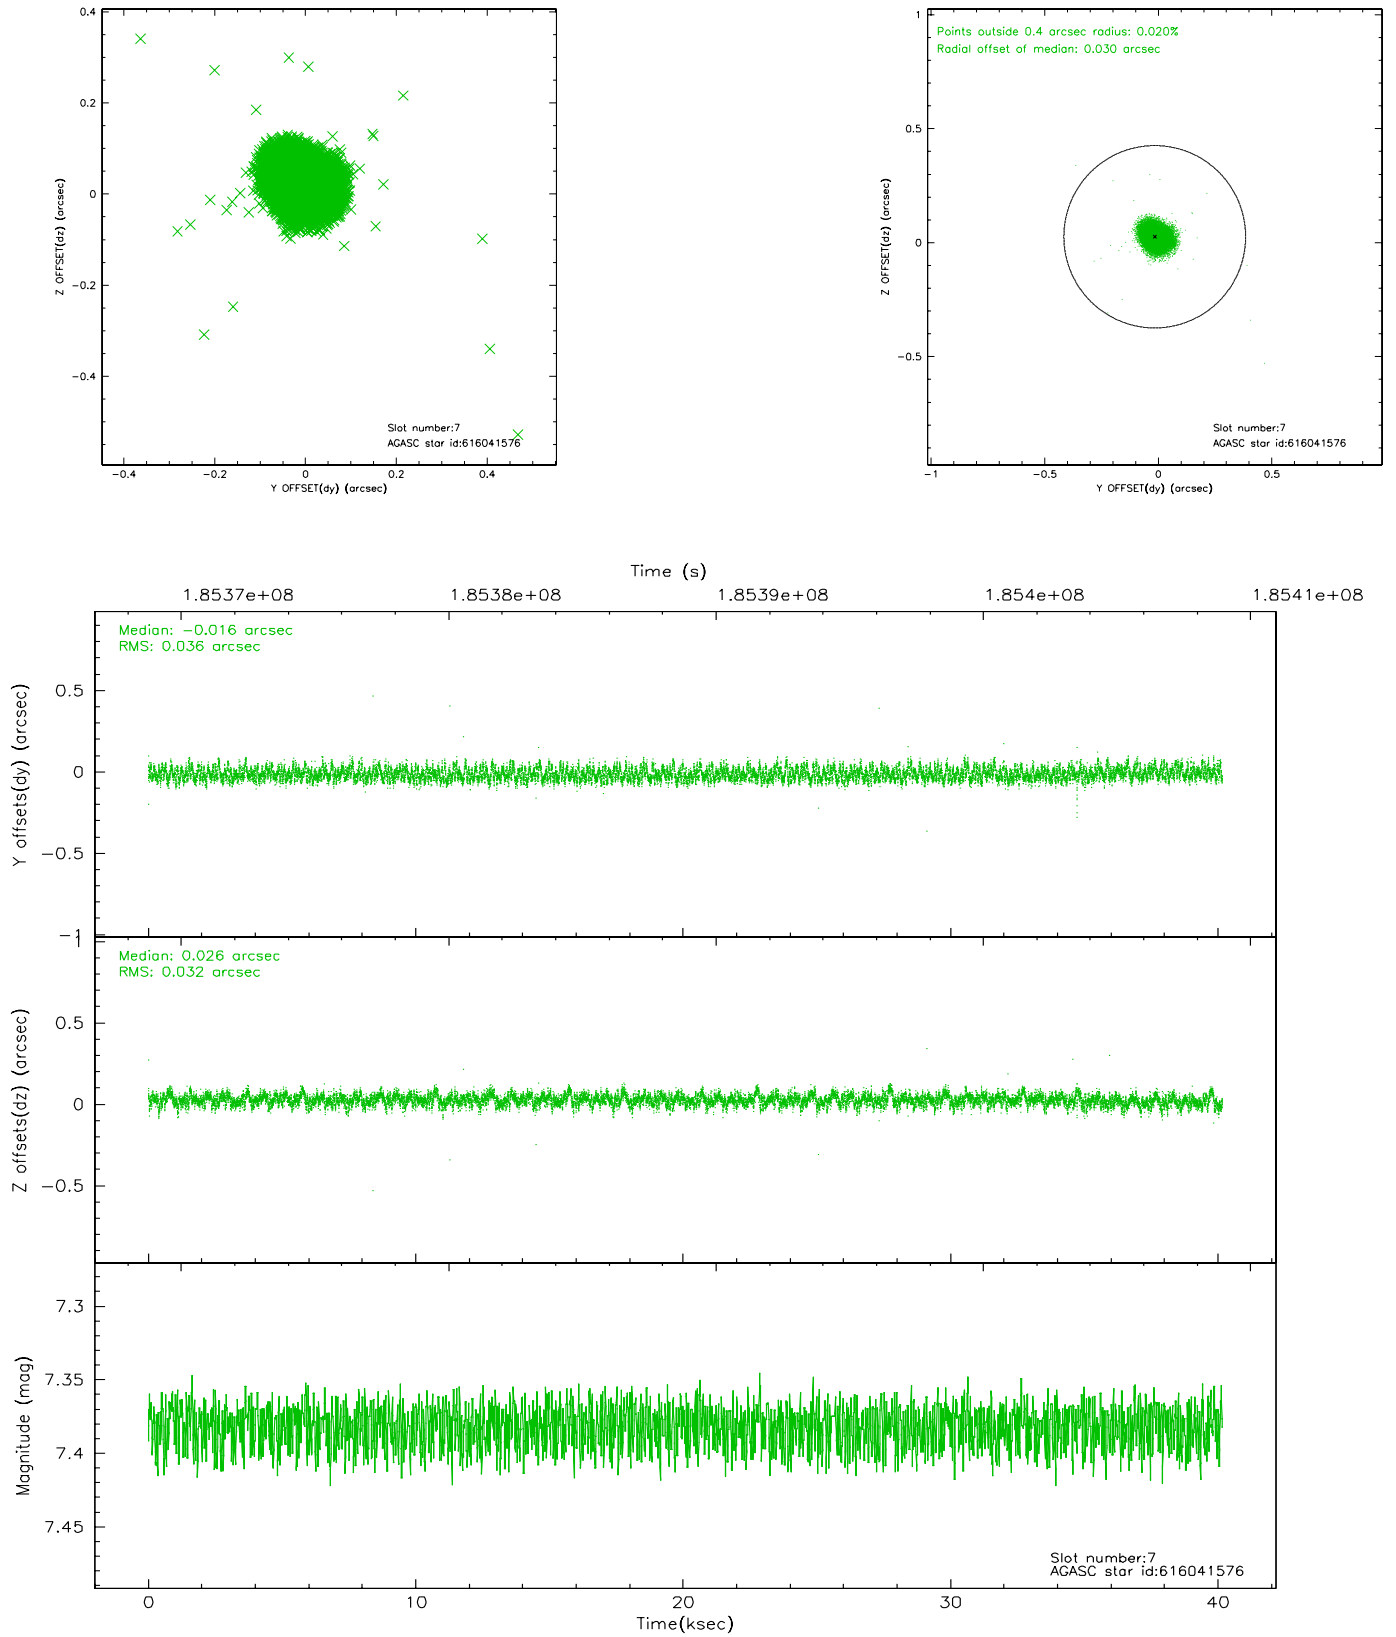 0.4
0.2
0
−0.2
−0.4
Z OFFSET(dz) (arcsec)
Slot number:7
AGASC star id:616041576
−0.4 −0.2 0 0.2 0.4
Y OFFSET(dy) (arcsec)
1
0.5
0
−0.5
Z OFFSET(dz) (arcsec)
Points outside 0.4 arcsec radius: 0.020%
Radial offset of median: 0.030 arcsec
Slot number:7
AGASC star id:616041576
−1 −0.5 0 0.5
Y OFFSET(dy) (arcsec)
Time (s)
1.8537e+08 1.8538e+08 1.8539e+08 1.854e+08 1.8541e+08
Median: −0.016 arcsec
RMS: 0.036 arcsec
0.5
0
−0.5
−1
Y offsets(dy) (arcsec)
1
Median: 0.026 arcsec
RMS: 0.032 arcsec
0.5
0
−0.5
Z offsets(dz) (arcsec)
7.3
7.35
7.4
7.45
Magnitude (mag)
Slot number:7
AGASC star id:616041576
0 10 20 30 40
Time(ksec)